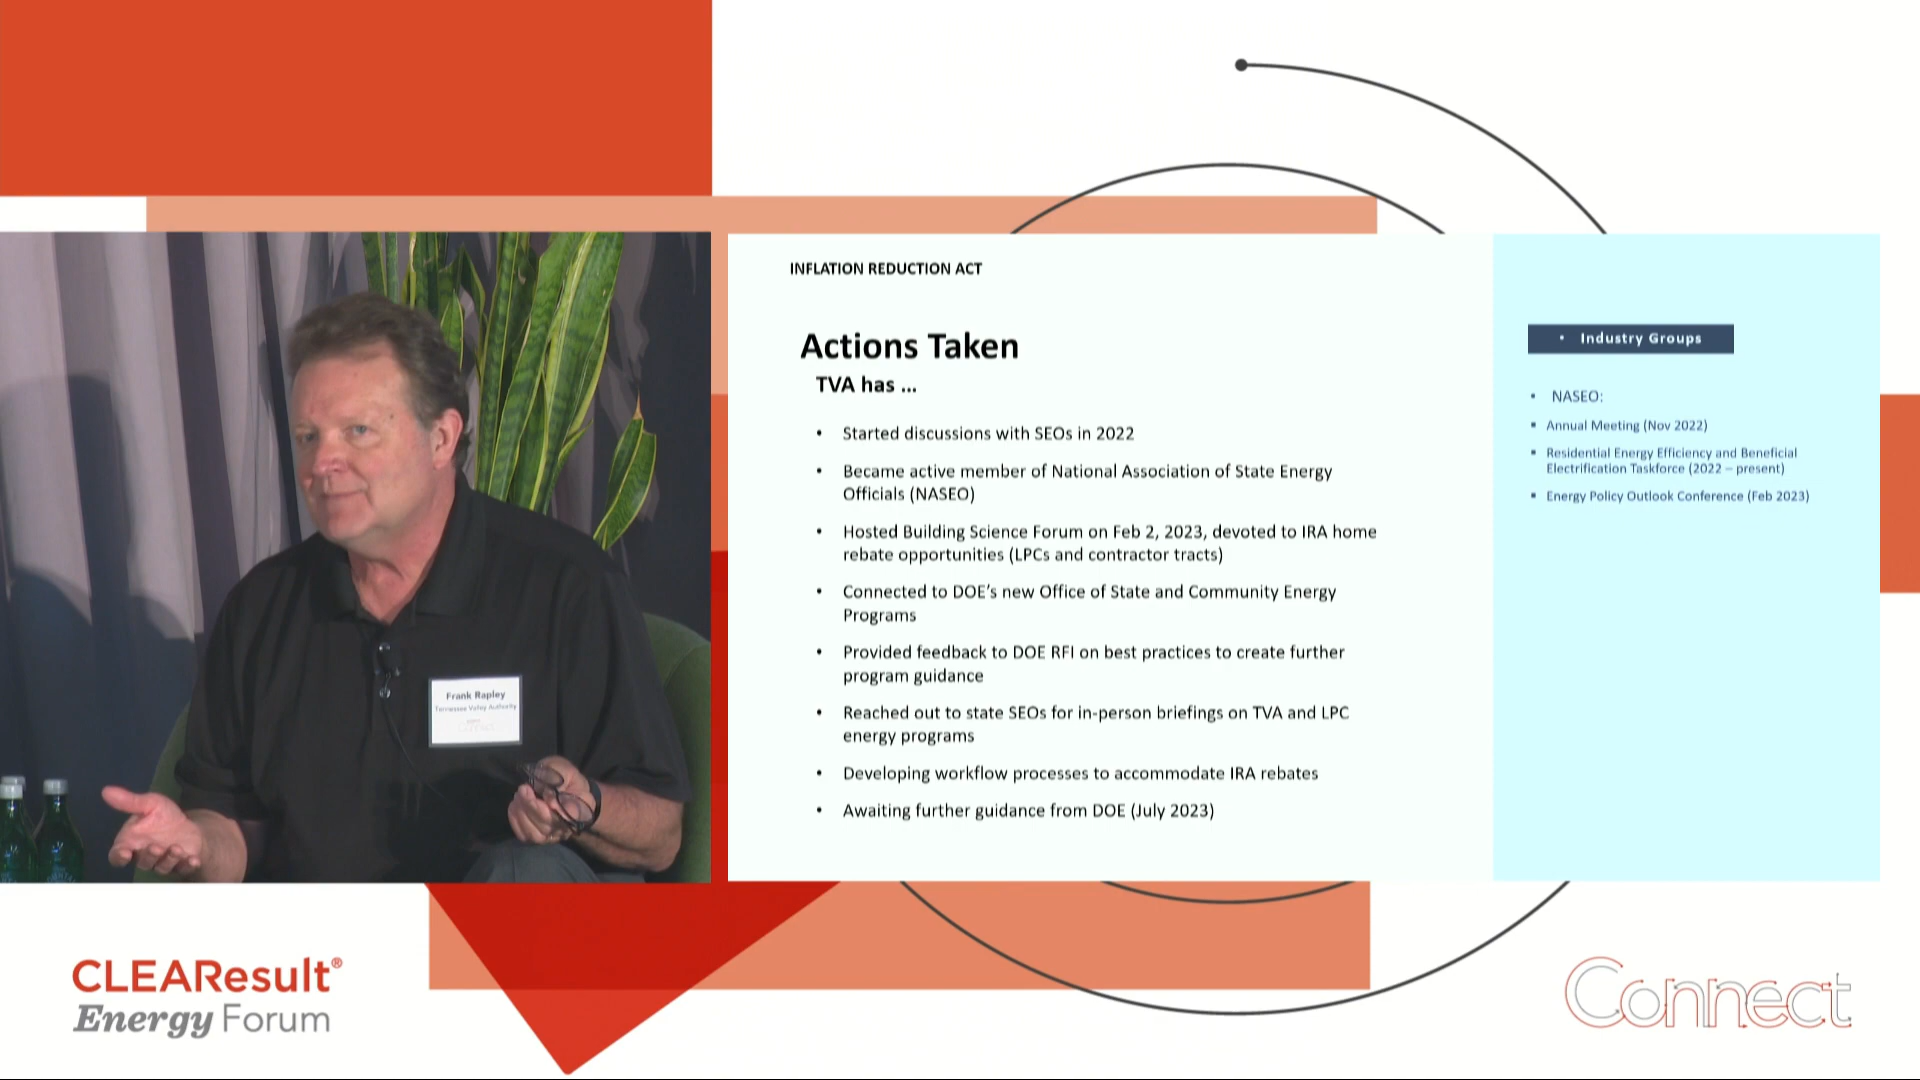 INFLATION REDUCTION ACT
Actions Taken
TVA has ...
• Started discussions with SEOs in 2022
• Became active member of National Association of State Energy
Officials (NASEO)
• Hosted Building Science Forum on Feb 2, 2023, devoted to IRA home
rebate opportunities (LPCs and contractor tracts)
• Connected to DOE's new Office of State and Community Energy
Programs
• Provided feedback to DOE RFI on best practices to create further
program guidance
• Reached out to state SEOs for in-person briefings on TVA and LPC
energy programs
• Developing workflow processes to accommodate IRA rebates
• Awaiting further guidance from DOE (July 2023)
• Industry Groups
• NASEO:
▪ Annual Meeting (Nov 2022)
▪ Residential Energy Efficiency and Beneficial
Electrification Taskforce (2022 – present)
▪ Energy Policy Outlook Conference (Feb 2023)
Frank Rapley
Tennessee Valley Authority
CLEAResult®
Energy Forum
Connect